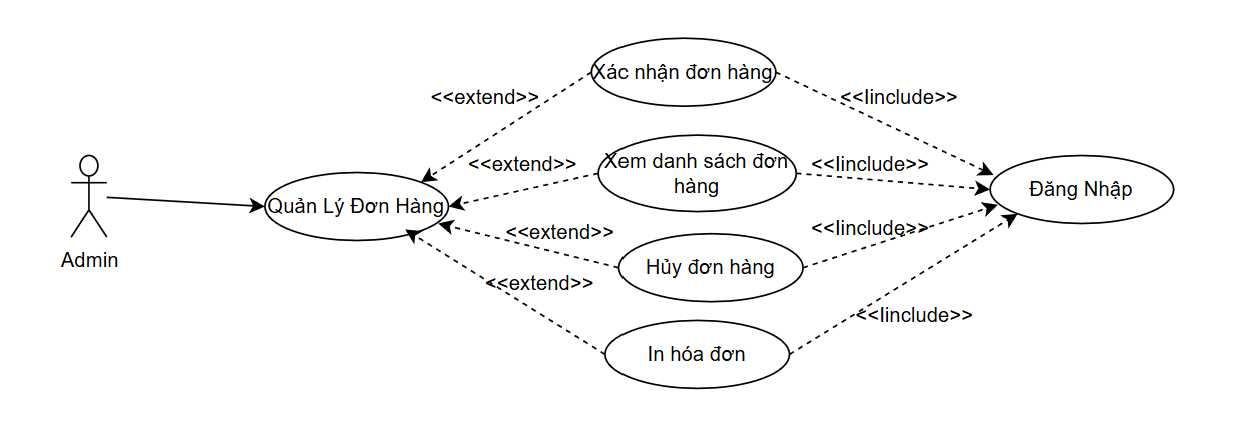 Xác nhận đơn hàng
<<extend>>
<<Iinclude>>
Xem danh sách đơn
hàng
<<extend>>
<<Iinclude>>
Đăng Nhập
Quản Lý Đơn Hàng
Admin
<<extend>>
<<Iinclude>>
Hủy đơn hàng
<<extend>>
<<Iinclude>>
In hóa đơn